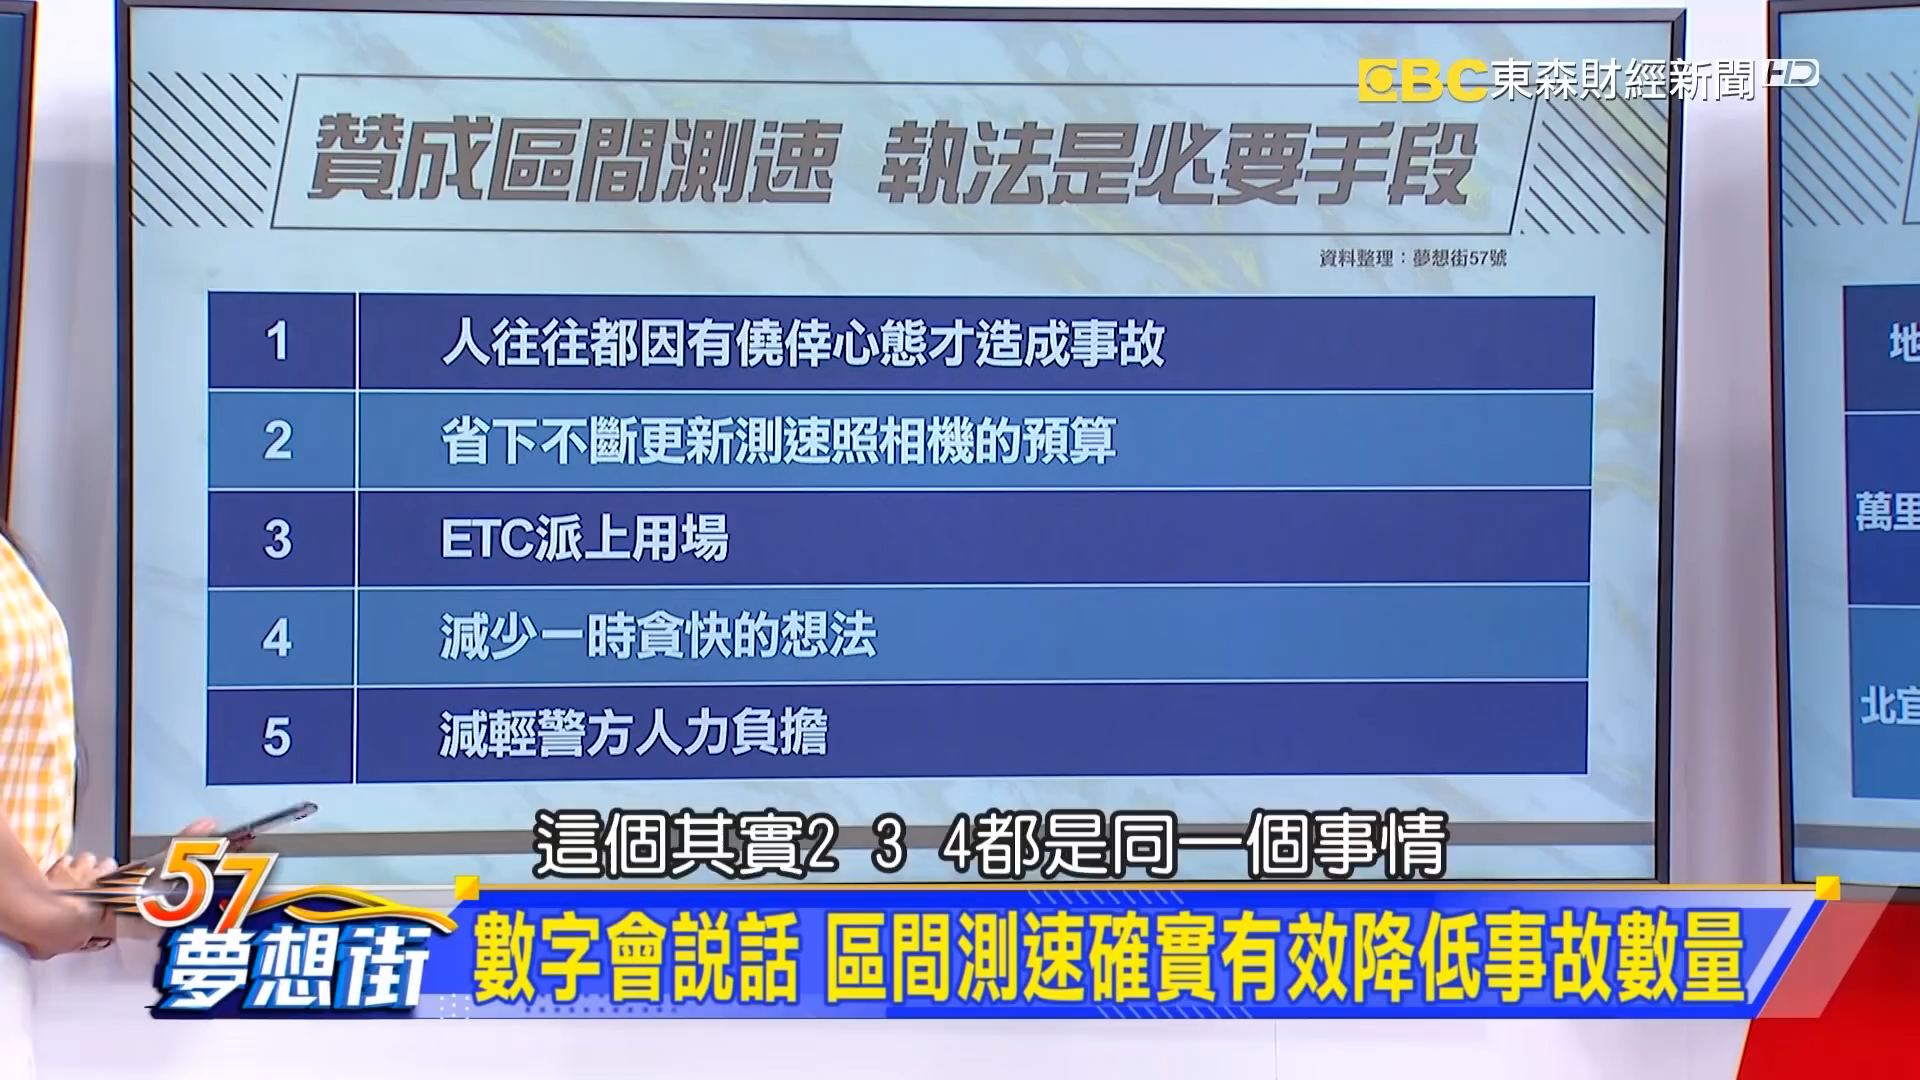 EBC東森財經新聞HD
贊成區間測速 執法是必要手段
資料整理：夢想街57號
1 人往往都因有僥倖心態才造成事故
2 省下不斷更新測速照相機的預算
3 ETC派上用場
4 減少一時貪快的想法
5 減輕警方人力負擔
地
萬里
北宜
這個其實2 3 4都是同一個事情
57
夢想街
數字會說話 區間測速確實有效降低事故數量